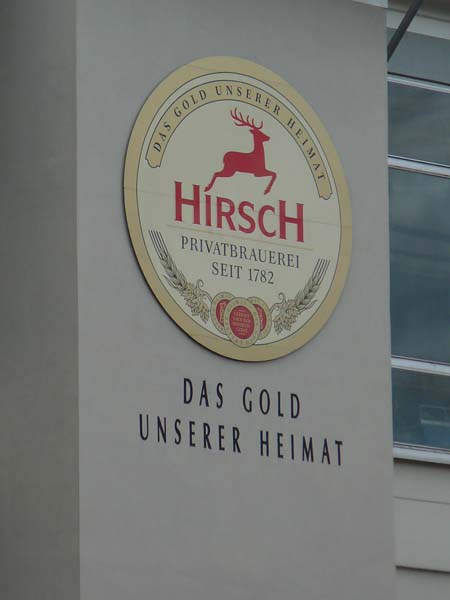 DAS GOLD UNSERER HEIMAT
HIRSCH
PRIVATBRAUEREI
SEIT 1782
DAS GOLD
UNSERER HEIMAT